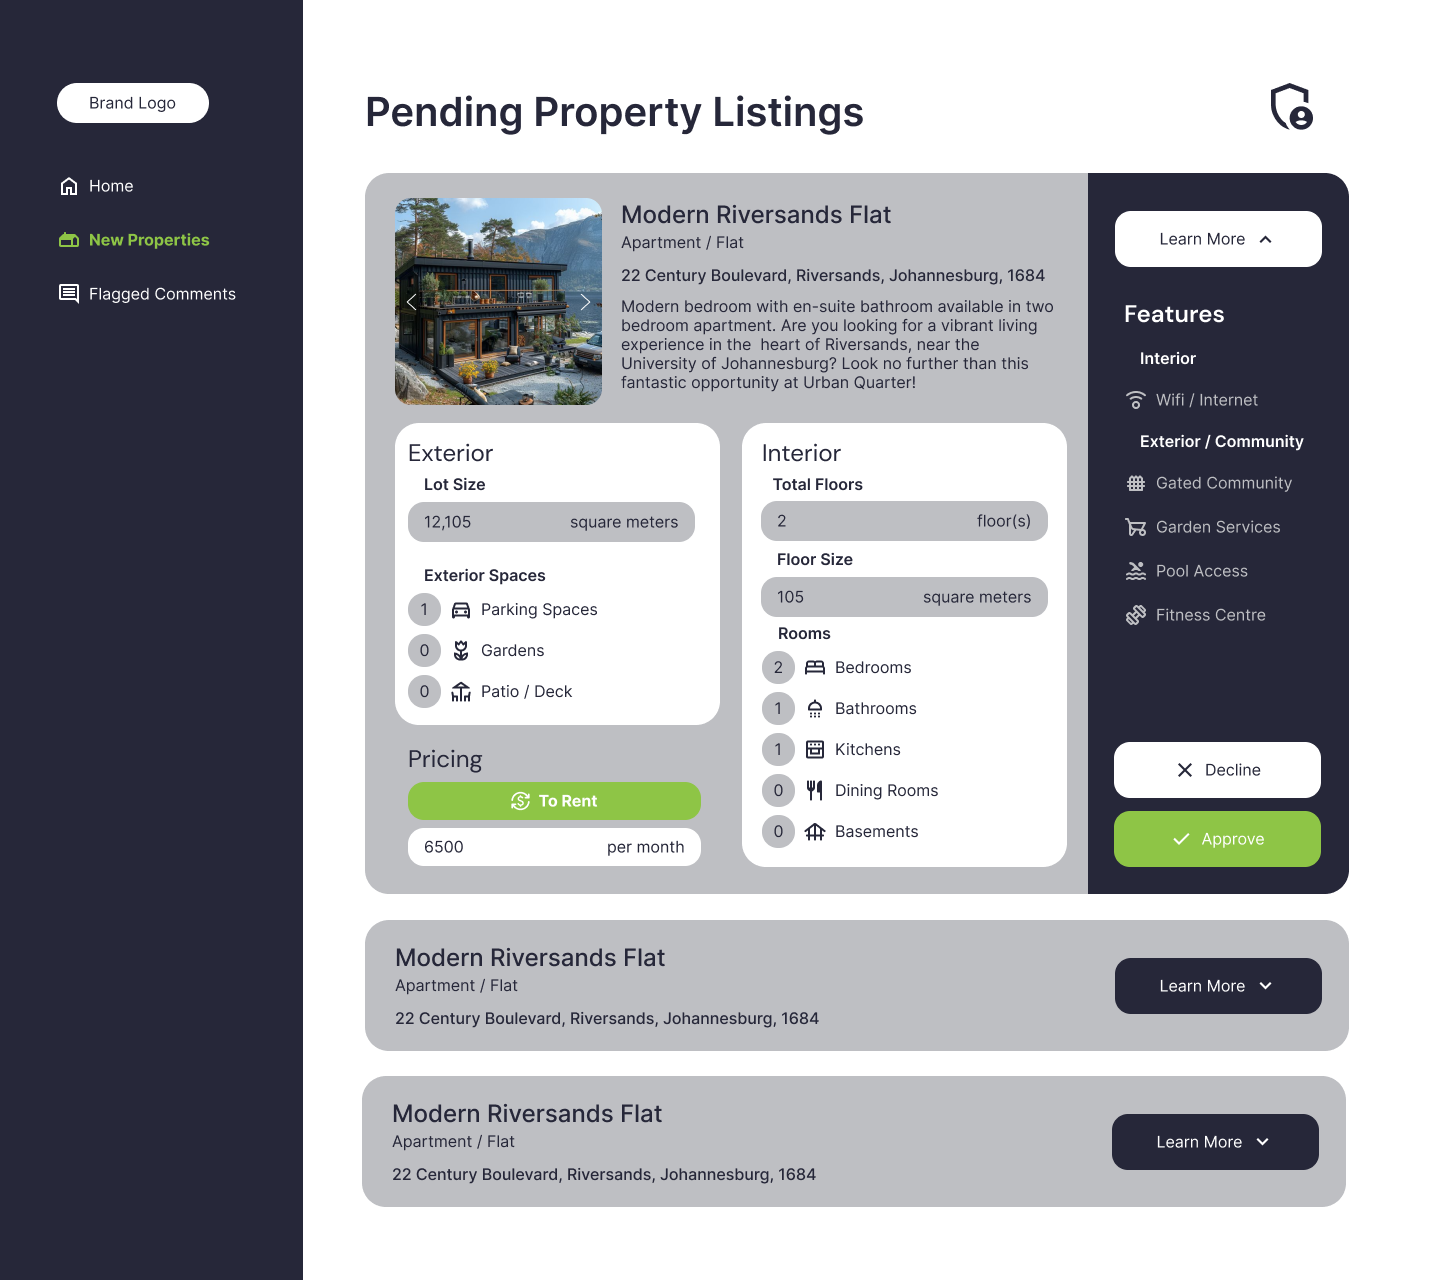 Brand Logo
Home
New Properties
Flagged Comments
Pending Property Listings
Modern Riversands Flat
Apartment / Flat
22 Century Boulevard, Riversands, Johannesburg, 1684
Modern bedroom with en-suite bathroom available in two
bedroom apartment. Are you looking for a vibrant living
experience in the heart of Riversands, near the
University of Johannesburg? Look no further than this
fantastic opportunity at Urban Quarter!
Exterior
Lot Size
12,105 square meters
Exterior Spaces
1 Parking Spaces
0 Gardens
0 Patio / Deck
Pricing
To Rent
6500 per month
Interior
Total Floors
2 floor(s)
Floor Size
105 square meters
Rooms
2 Bedrooms
1 Bathrooms
1 Kitchens
0 Dining Rooms
0 Basements
Learn More
Features
Interior
Wifi / Internet
Exterior / Community
Gated Community
Garden Services
Pool Access
Fitness Centre
Decline
Approve
Modern Riversands Flat
Apartment / Flat
22 Century Boulevard, Riversands, Johannesburg, 1684
Learn More
Modern Riversands Flat
Apartment / Flat
22 Century Boulevard, Riversands, Johannesburg, 1684
Learn More